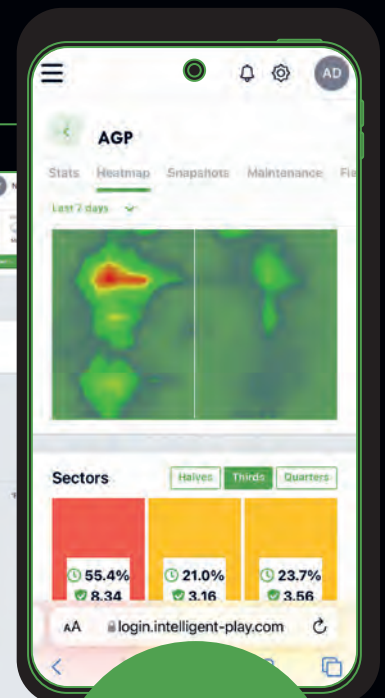 AD
AGP
Stats Heatmap Snapshots Maintenance Fie
Last 7 days
Sectors Halves Thirds Quarters
55.4% 21.0% 23.7%
8.34 3.16 3.56
AA login.intelligent-play.com